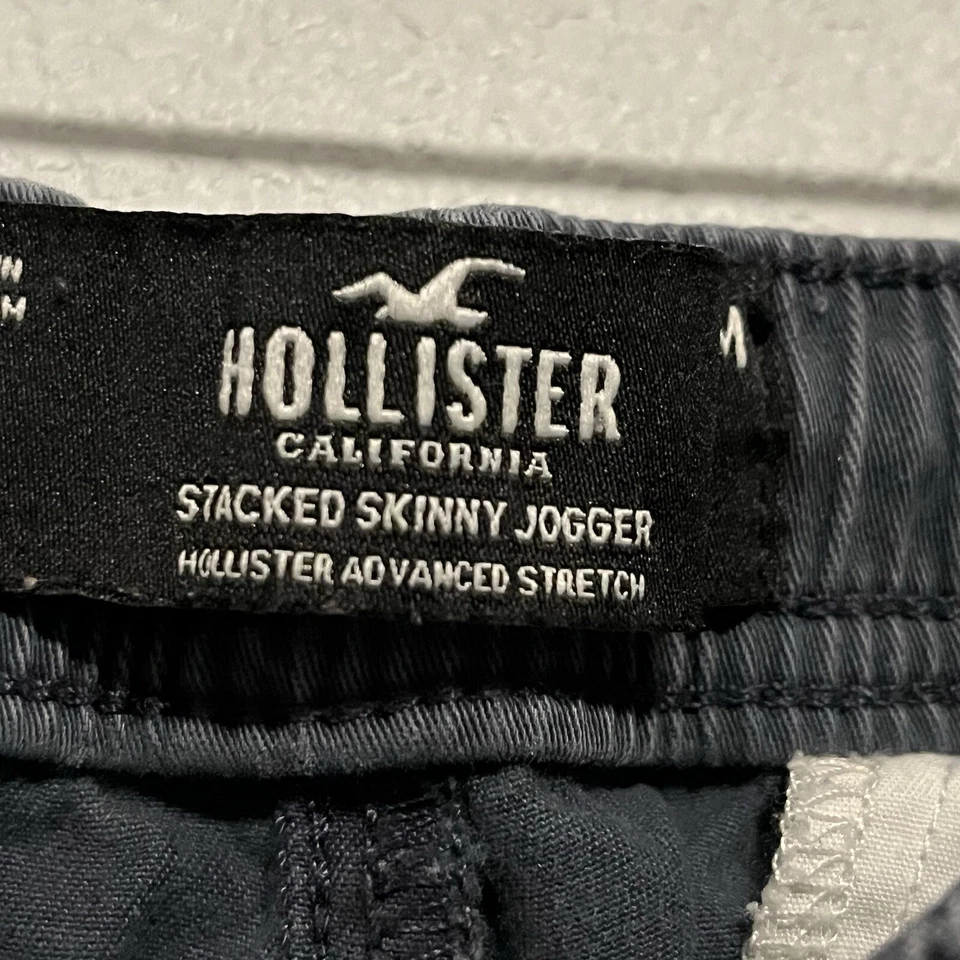 HOLLISTER
CALIFORNIA
STACKED SKINNY JOGGER
HOLLISTER ADVANCED STRETCH